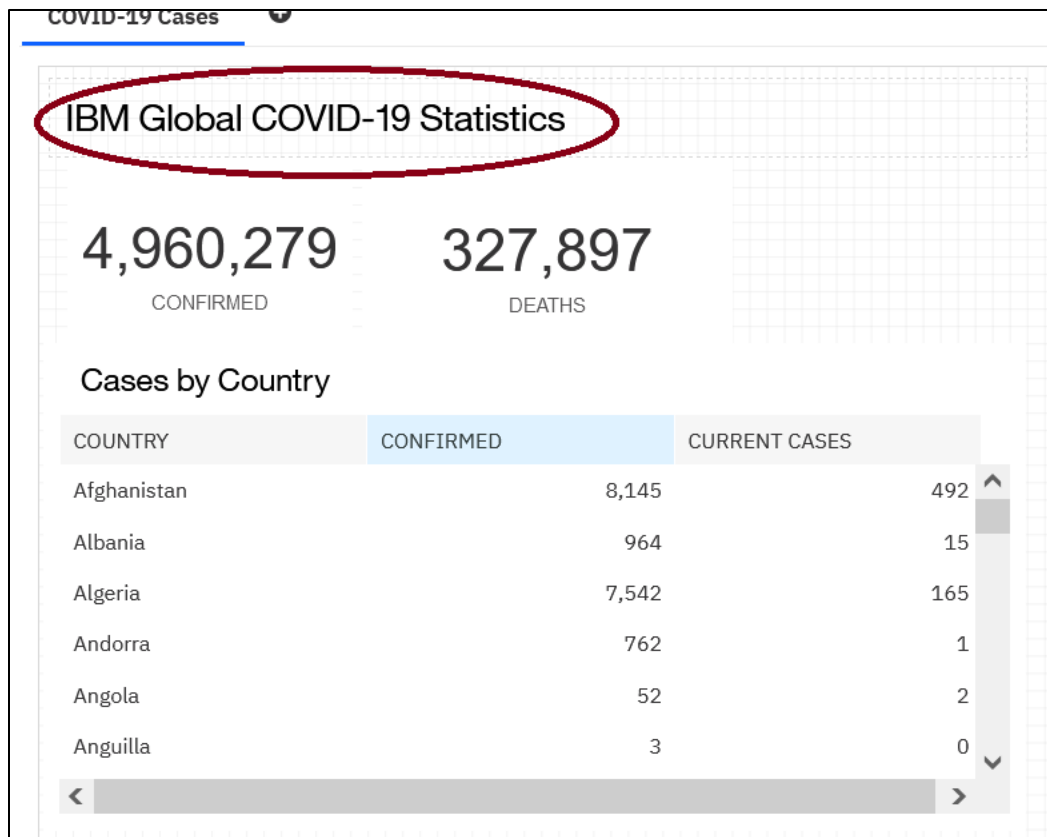 COVID-19 Cases
IBM Global COVID-19 Statistics
4,960,279 327,897
CONFIRMED DEATHS
Cases by Country
COUNTRY CONFIRMED CURRENT CASES
Afghanistan 8,145 492
Albania 964 15
Algeria 7,542 165
Andorra 762 1
Angola 52 2
Anguilla 3 0